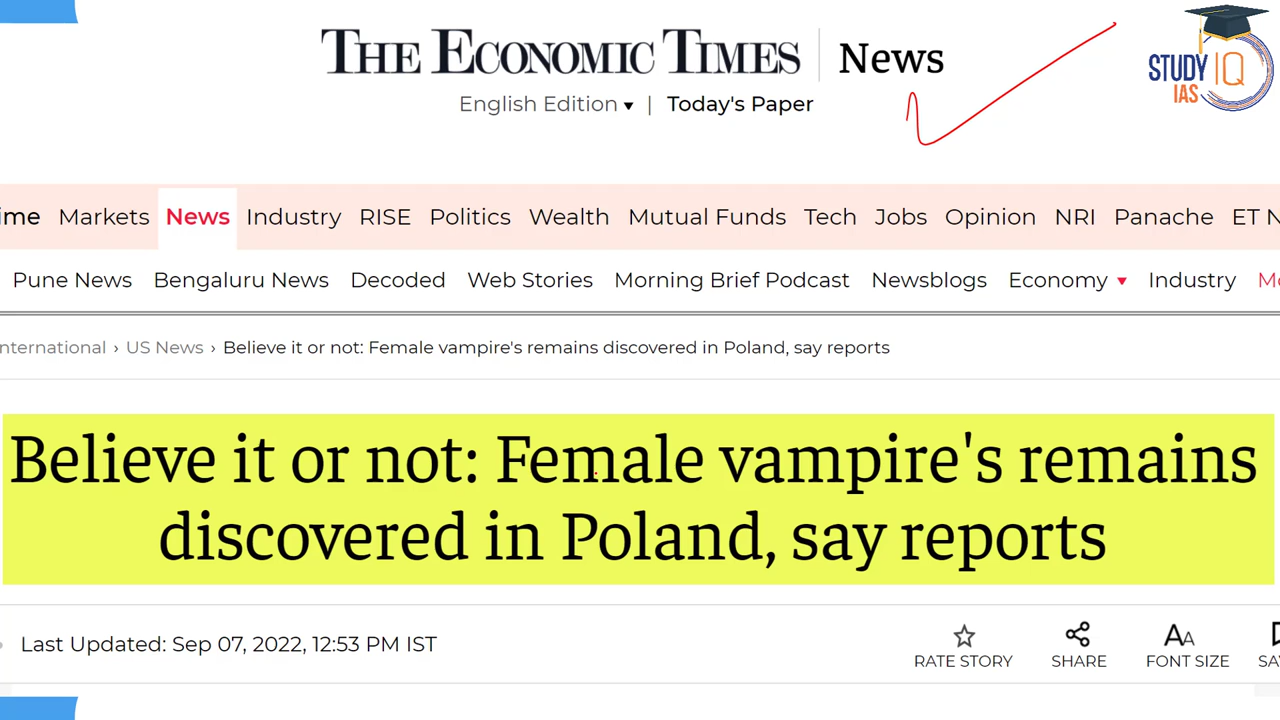 THE ECONOMIC TIMES News
English Edition ▾ | Today's Paper
STUDY IQ
IAS
ime Markets News Industry RISE Politics Wealth Mutual Funds Tech Jobs Opinion NRI Panache ET N
Pune News Bengaluru News Decoded Web Stories Morning Brief Podcast Newsblogs Economy ▾ Industry Mo
nternational › US News › Believe it or not: Female vampire's remains discovered in Poland, say reports
Believe it or not: Female vampire's remains
discovered in Poland, say reports
Last Updated: Sep 07, 2022, 12:53 PM IST
RATE STORY SHARE FONT SIZE SA